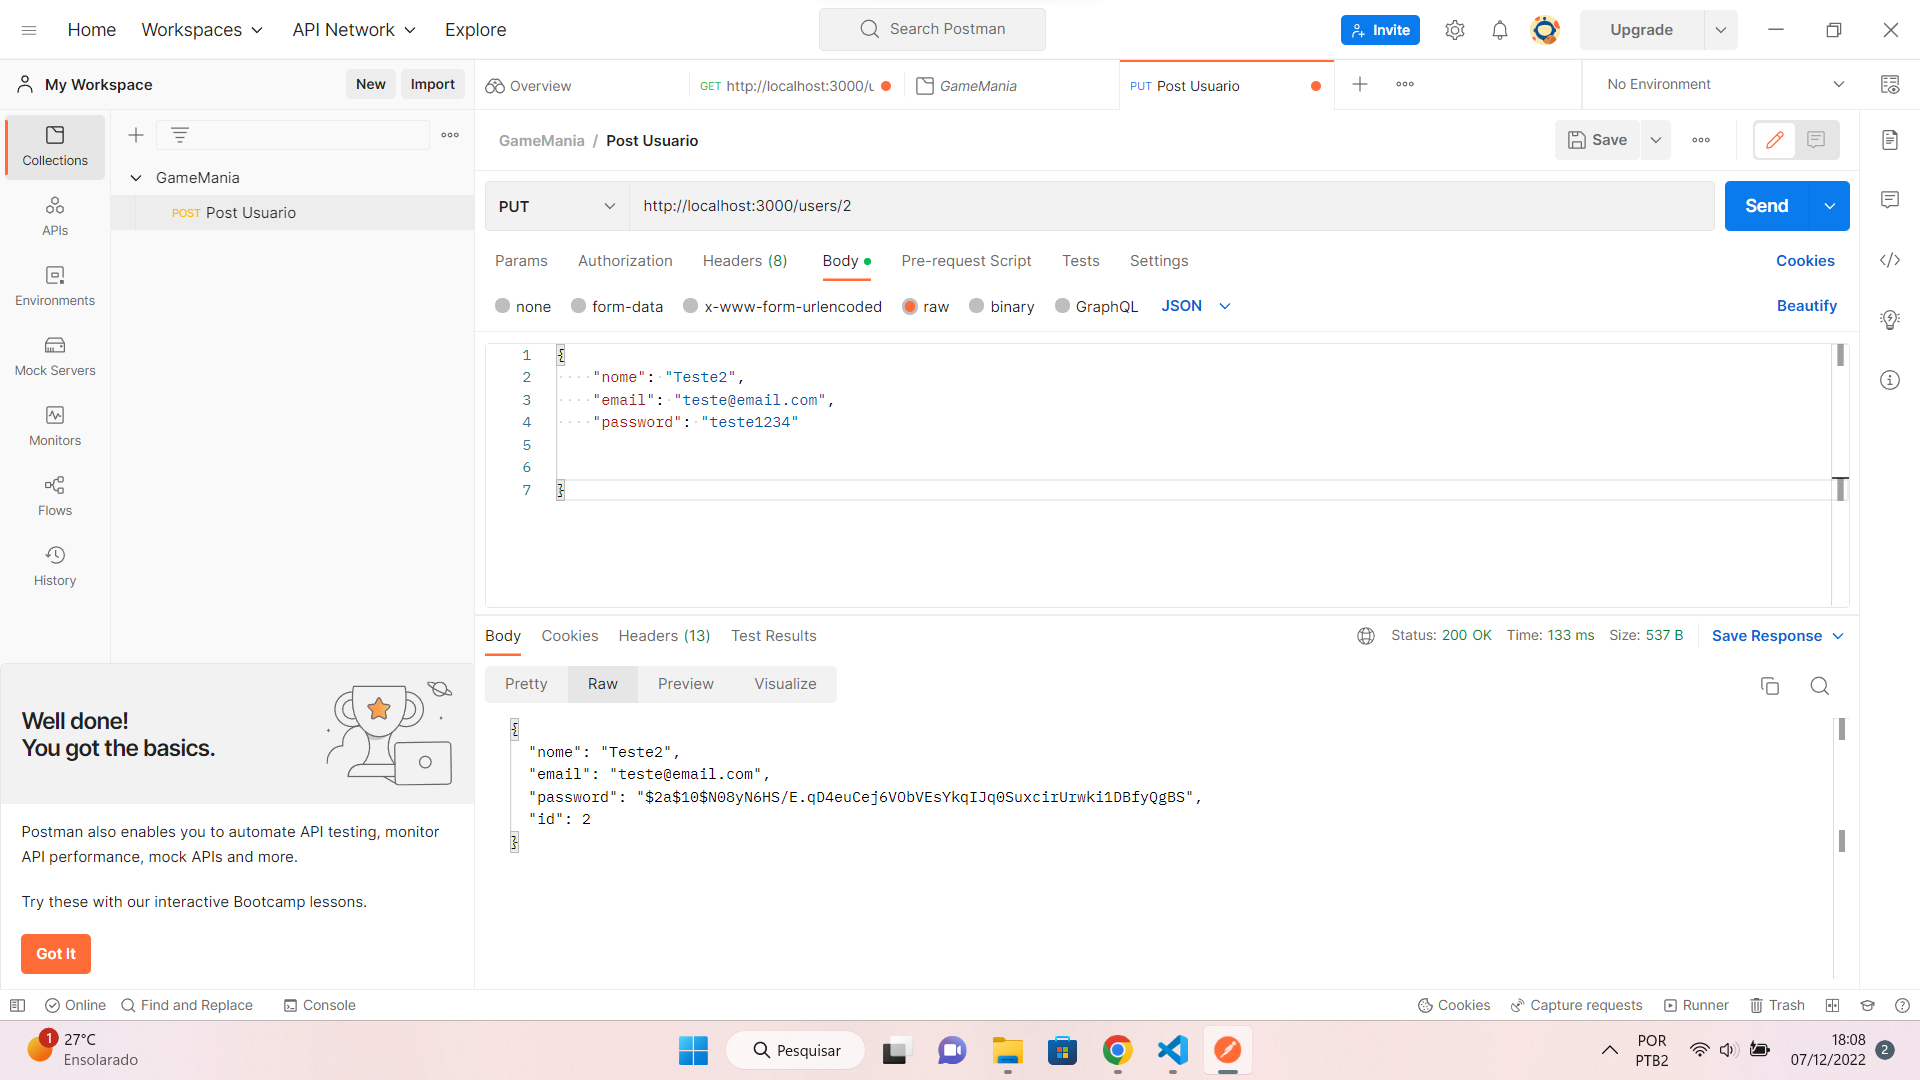 Home Workspaces API Network Explore
Search Postman
Invite
Upgrade
My Workspace
New Import
Overview
GET http://localhost:3000/u
GameMania
PUT Post Usuario
No Environment
Collections
APIs
Environments
Mock Servers
Monitors
Flows
History
GameMania
POST Post Usuario
GameMania / Post Usuario
Save
PUT
http://localhost:3000/users/2
Send
Params Authorization Headers (8) Body Pre-request Script Tests Settings
Cookies
none form-data x-www-form-urlencoded raw binary GraphQL JSON
Beautify
1 {
2 "nome": "Teste2",
3 "email": "teste@email.com",
4 "password": "teste1234"
5
6
7 }
Body Cookies Headers (13) Test Results
Status: 200 OK Time: 133 ms Size: 537 B
Save Response
Pretty Raw Preview Visualize
{
"nome": "Teste2",
"email": "teste@email.com",
"password": "$2a$10$N08yN6HS/E.qD4euCej6VObVEsYkqIJq0SuxcirUrwki1DBfyQgBS",
"id": 2
}
Well done!
You got the basics.
Postman also enables you to automate API testing, monitor
API performance, mock APIs and more.
Try these with our interactive Bootcamp lessons.
Got It
Online Find and Replace Console
Cookies Capture requests Runner Trash
1
27°C
Ensolarado
Pesquisar
POR
PTB2
18:08
07/12/2022
2